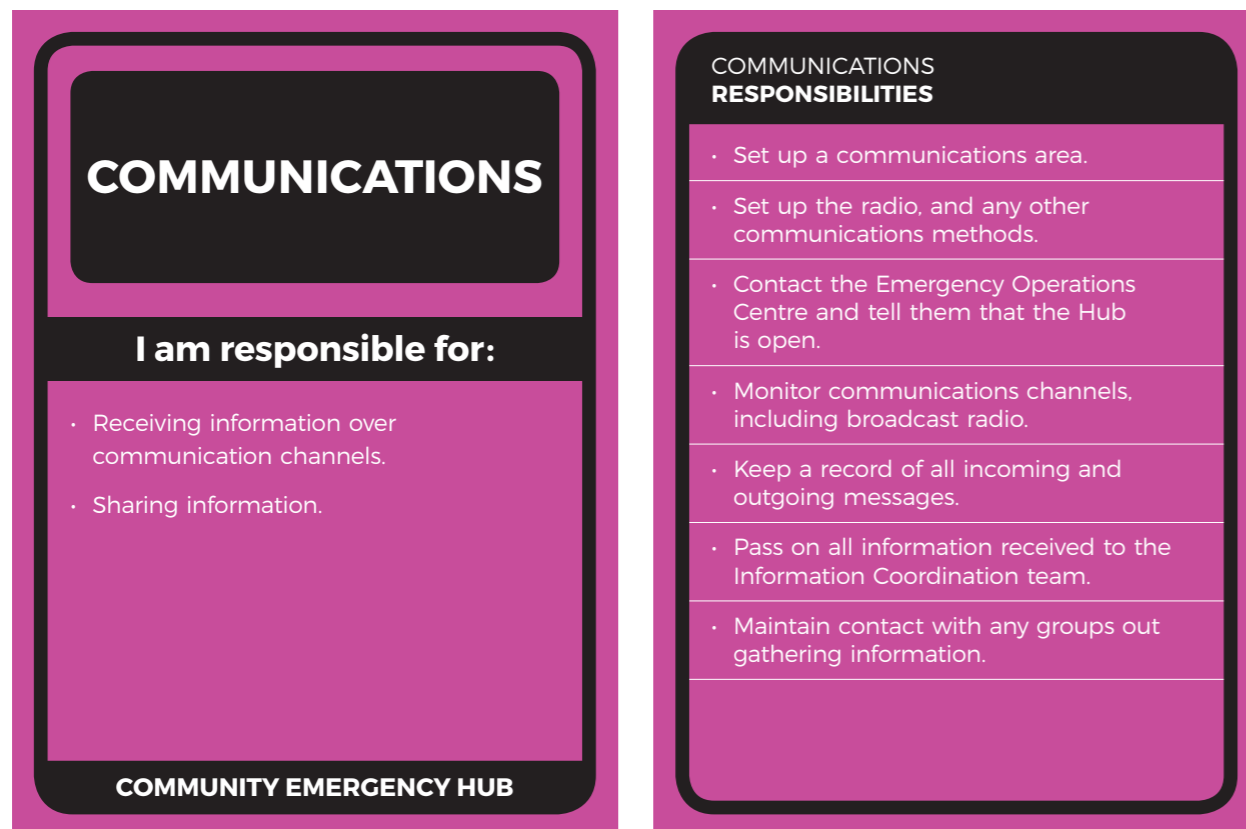 COMMUNICATIONS
I am responsible for:
· Receiving information over
communication channels.
· Sharing information.
COMMUNITY EMERGENCY HUB
COMMUNICATIONS
RESPONSIBILITIES
· Set up a communications area.
· Set up the radio, and any other
communications methods.
· Contact the Emergency Operations
Centre and tell them that the Hub
is open.
· Monitor communications channels,
including broadcast radio.
· Keep a record of all incoming and
outgoing messages.
· Pass on all information received to the
Information Coordination team.
· Maintain contact with any groups out
gathering information.